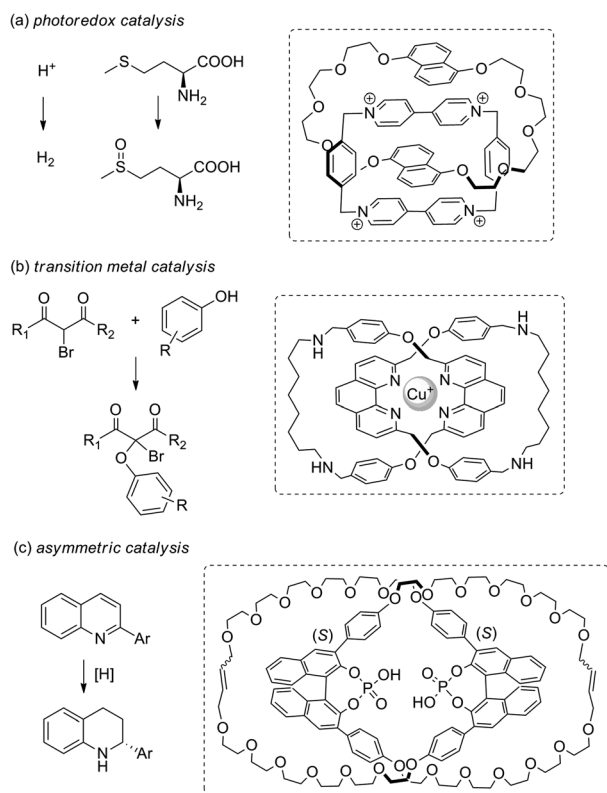 (a) photoredox catalysis
H⁺
S
COOH
NH₂
H₂
O
S
COOH
NH₂
O
O
O
O
O
O
O
O
⊕
N
N
⊕
O
O
O
⊕
N
N
⊕
(b) transition metal catalysis
O O
R₁ R₂
Br
+
OH
R
O O
R₁ R₂
O Br
R
H
N
O O
H
N
N N
Cu⁺
N N
NH
O O
HN
(c) asymmetric catalysis
N Ar
[H]
N Ar
H
O O O O O O O O
O O
(S) (S)
O
P OH
O O
O
P
HO O
O
O O
O O O O O O O O